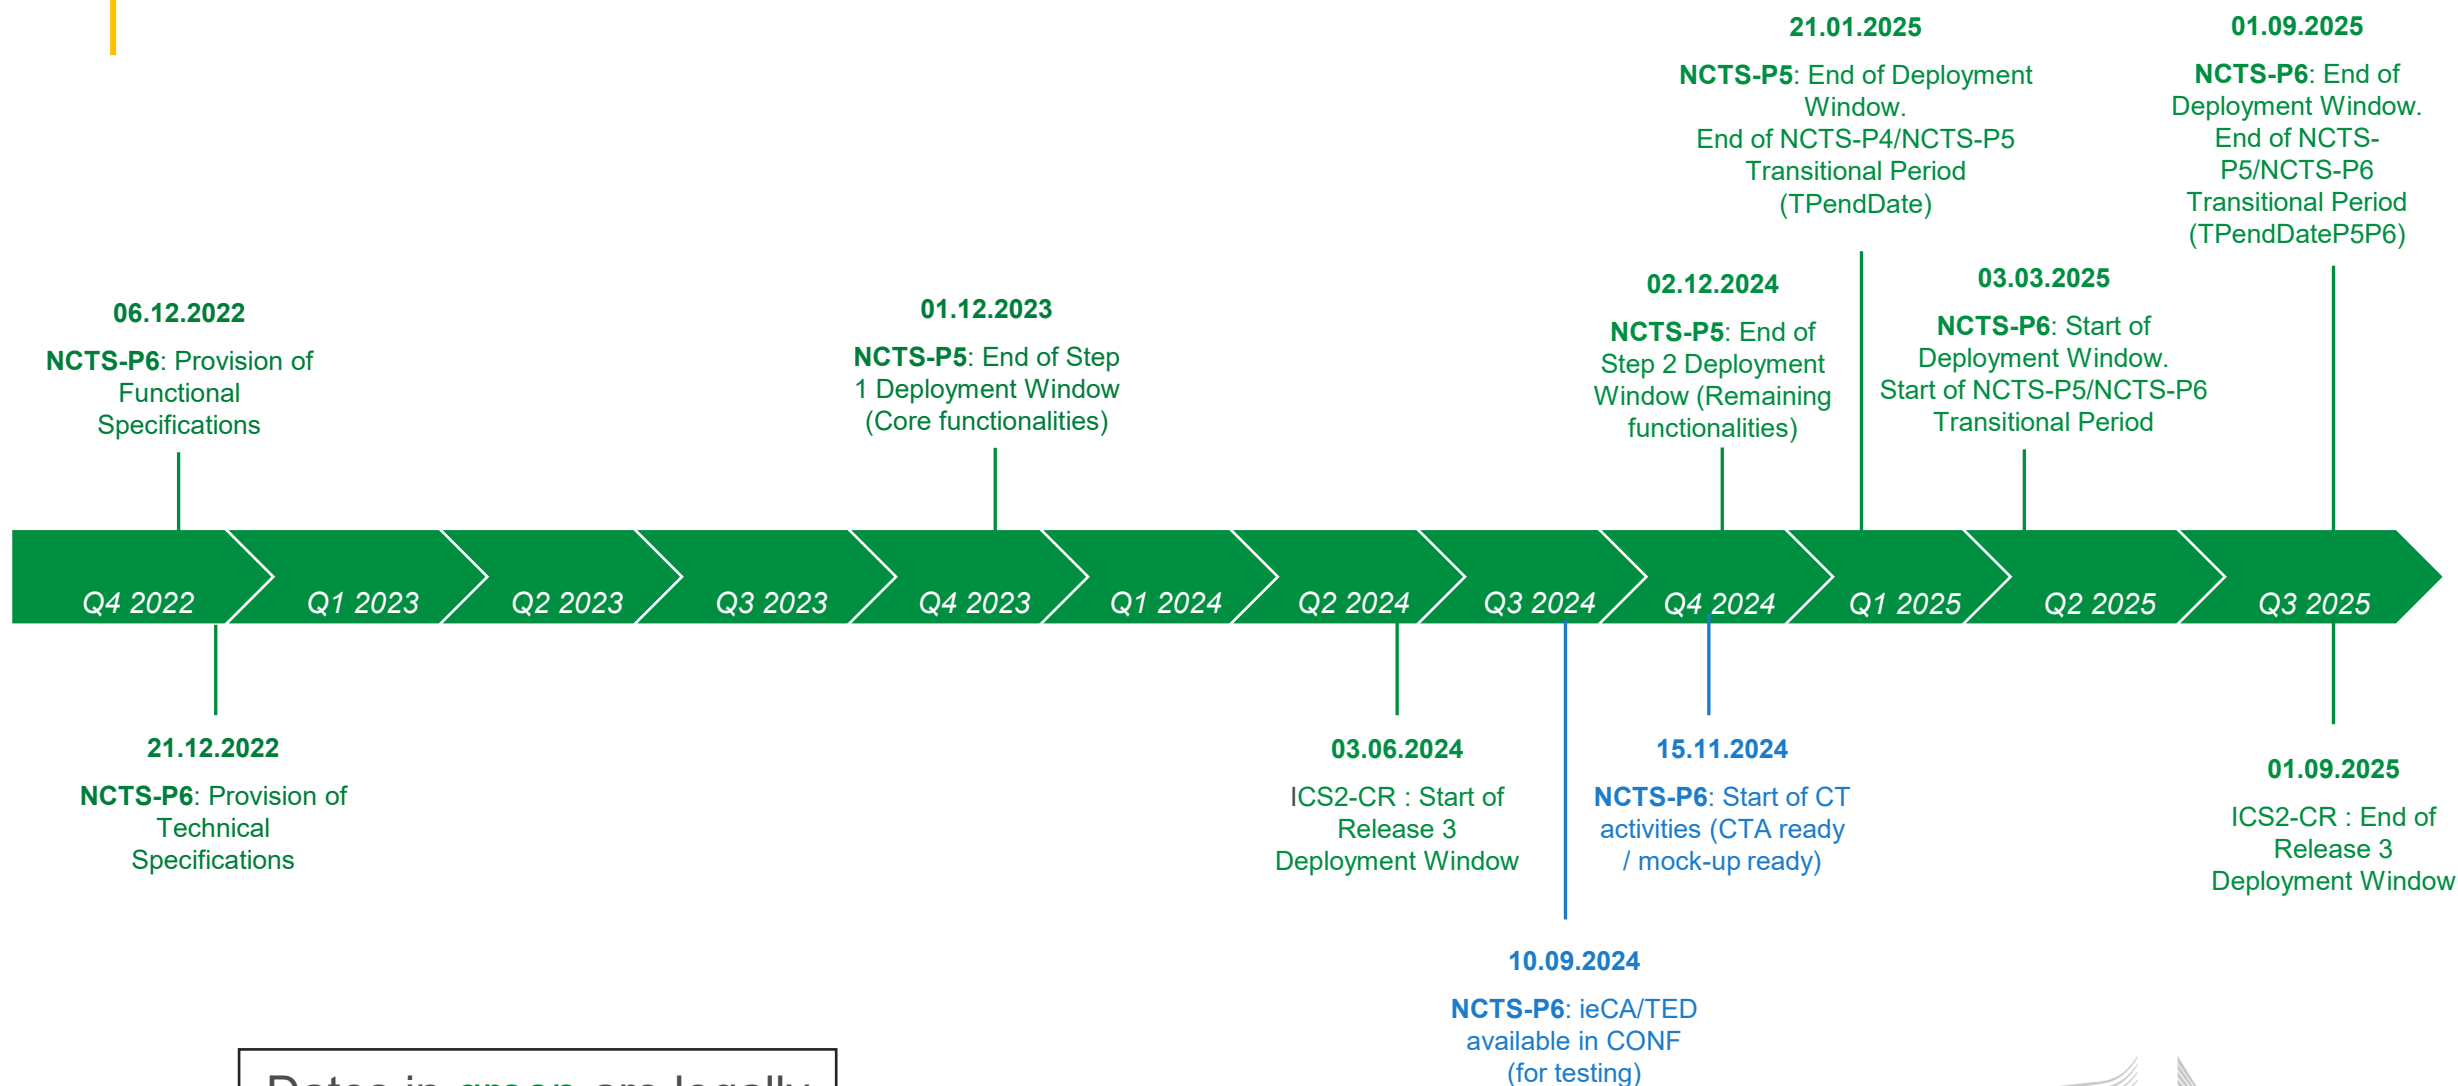 21.01.2025
NCTS-P5: End of Deployment
Window.
End of NCTS-P4/NCTS-P5
Transitional Period
(TPendDate)
01.09.2025
NCTS-P6: End of
Deployment Window.
End of NCTS-
P5/NCTS-P6
Transitional Period
(TPendDateP5P6)
06.12.2022
NCTS-P6: Provision of
Functional
Specifications
01.12.2023
NCTS-P5: End of Step
1 Deployment Window
(Core functionalities)
02.12.2024
NCTS-P5: End of
Step 2 Deployment
Window (Remaining
functionalities)
03.03.2025
NCTS-P6: Start of
Deployment Window.
Start of NCTS-P5/NCTS-P6
Transitional Period
Q4 2022
Q1 2023
Q2 2023
Q3 2023
Q4 2023
Q1 2024
Q2 2024
Q3 2024
Q4 2024
Q1 2025
Q2 2025
Q3 2025
21.12.2022
NCTS-P6: Provision of
Technical
Specifications
03.06.2024
ICS2-CR : Start of
Release 3
Deployment Window
15.11.2024
NCTS-P6: Start of CT
activities (CTA ready
/ mock-up ready)
01.09.2025
ICS2-CR : End of
Release 3
Deployment Window
10.09.2024
NCTS-P6: ieCA/TED
available in CONF
(for testing)
Dates in green are legally